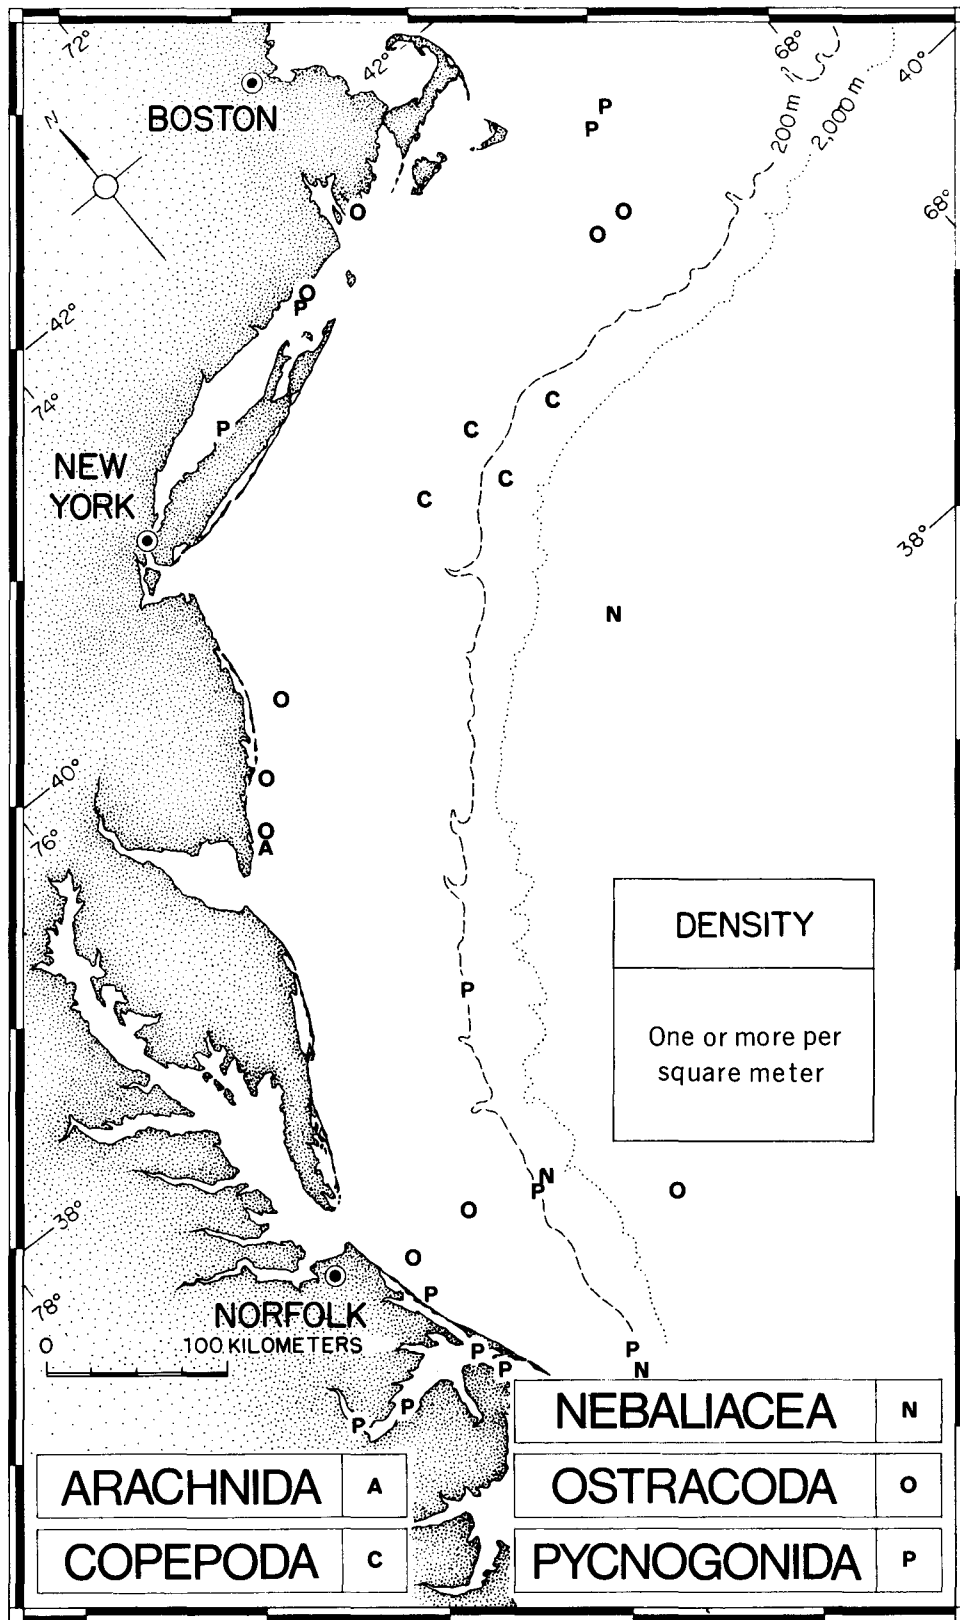 72°
42°
68°
40°
BOSTON
N
200 m
2,000 m
P
P
68°
O
O
O
O
P
42°
74°
C
C
P
NEW
YORK
C
C
38°
N
O
40°
O
76°
O
A
DENSITY
One or more per
square meter
P
N
P
O
O
38°
O
P
78°
NORFOLK
0 100 KILOMETERS
P
P
P
N
P
P
NEBALIACEA N
ARACHNIDA A
OSTRACODA O
COPEPODA C
PYCNOGONIDA P